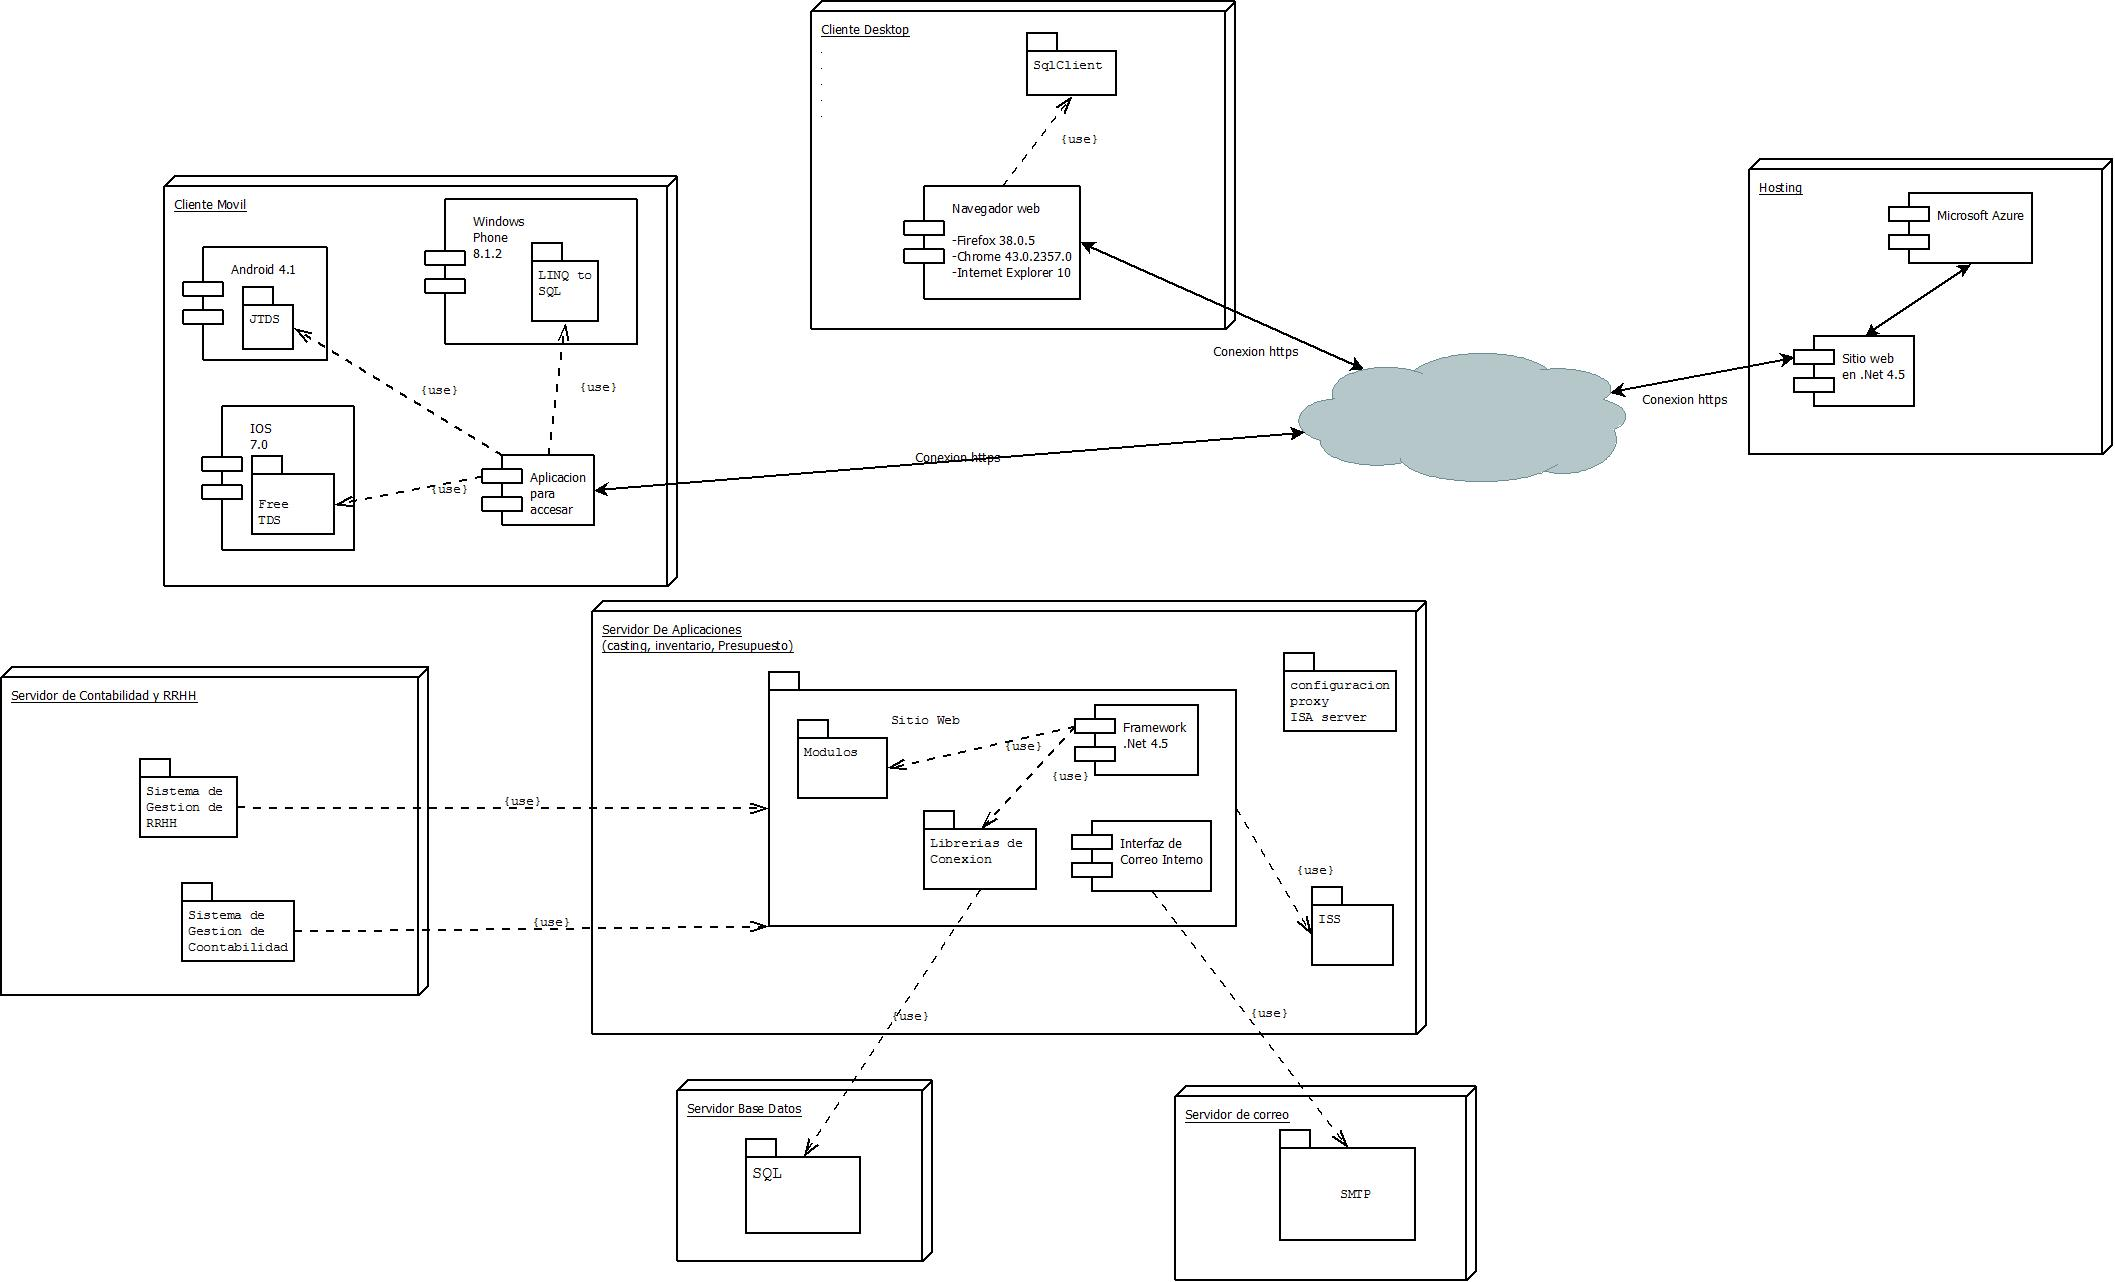 Cliente Desktop
SqlClient
{use}
Navegador web
-Firefox 38.0.5
-Chrome 43.0.2357.0
-Internet Explorer 10
Hosting
Microsoft Azure
Sitio web
en .Net 4.5
Conexion https
Conexion https
Conexion https
Cliente Movil
Windows
Phone
8.1.2
LINQ to
SQL
Android 4.1
JTDS
{use}
{use}
IOS
7.0
Free
TDS
{use}
Aplicacion
para
accesar
Servidor De Aplicaciones
(casting, inventario, Presupuesto)
configuracion
proxy
ISA server
Sitio Web
Modulos
{use}
Framework
.Net 4.5
{use}
Librerias de
Conexion
Interfaz de
Correo Interno
{use}
ISS
Servidor de Contabilidad y RRHH
Sistema de
Gestion de
RRHH
{use}
Sistema de
Gestion de
Coontabilidad
{use}
{use}
{use}
Servidor Base Datos
SQL
Servidor de correo
SMTP